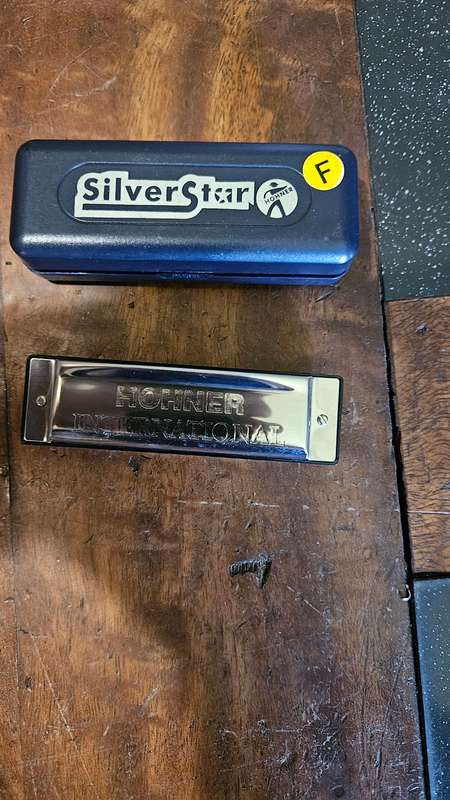 SilverStar
HOHNER
F
HOHNER
INTERNATIONAL